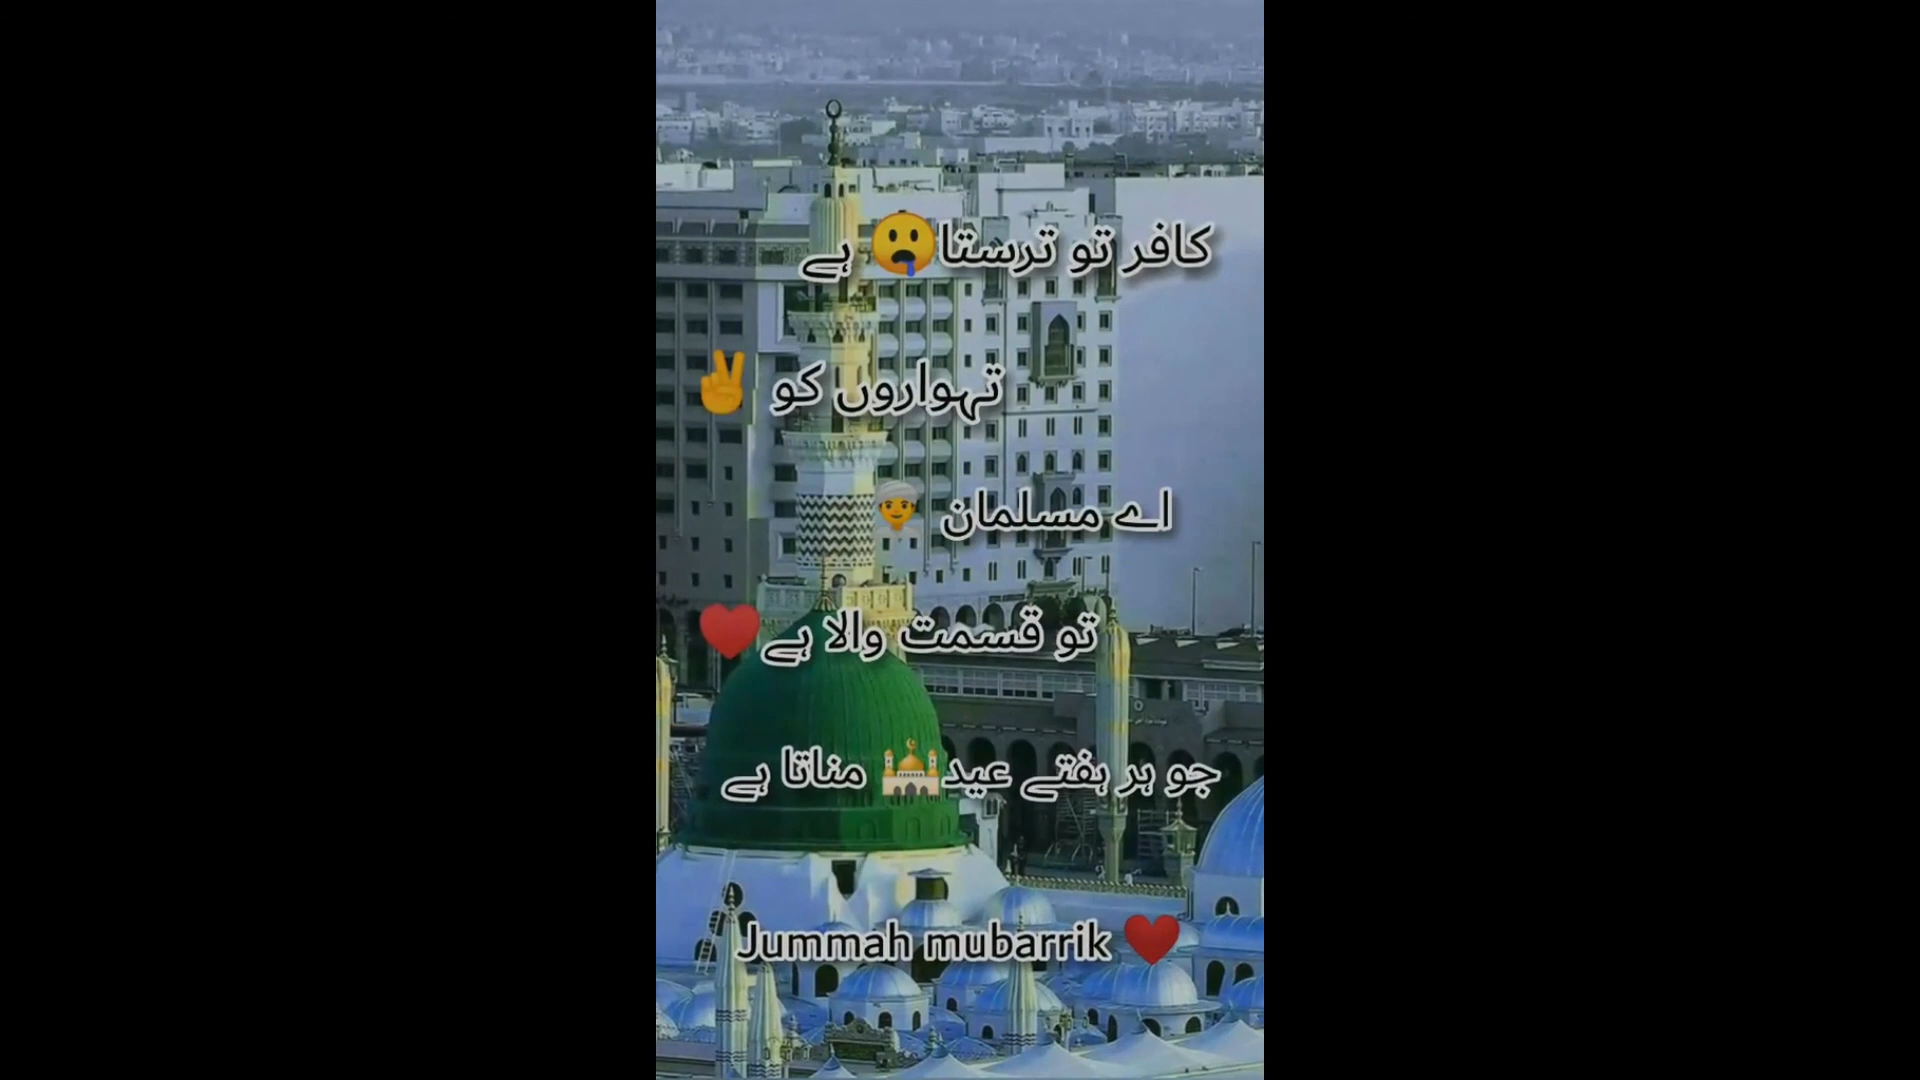 کافر تو ترستا🤤 ہے
تہواروں کو ✌
اے مسلمان 👳
تو قسمت والا ہے♥
جو ہر ہفتے عید🕌 مناتا ہے
Jummah mubarrik ♥